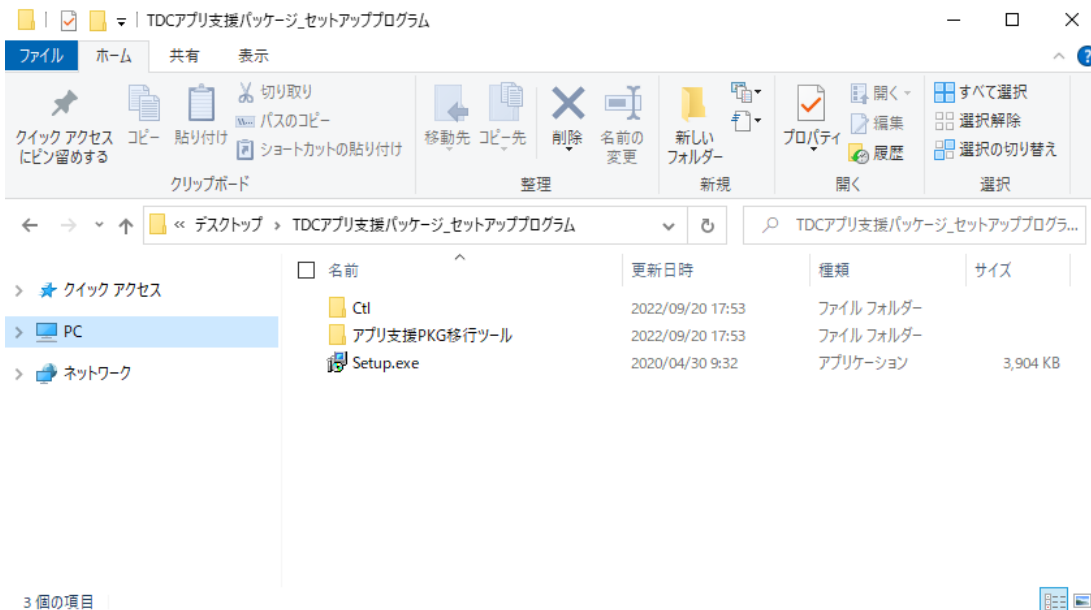 TDCアプリ支援パッケージ_セットアッププログラム
ファイル ホーム 共有 表示
クイック アクセス
にピン留めする
コピー
貼り付け
切り取り
パスのコピー
ショートカットの貼り付け
クリップボード
移動先
コピー先
削除
名前の
変更
整理
新しい
フォルダー
新規
プロパティ
開く
編集
履歴
開く
すべて選択
選択解除
選択の切り替え
選択
« デスクトップ › TDCアプリ支援パッケージ_セットアッププログラム
TDCアプリ支援パッケージ_セットアッププログラ...
クイック アクセス
PC
ネットワーク
名前 更新日時 種類 サイズ
Ctl 2022/09/20 17:53 ファイル フォルダー
アプリ支援PKG移行ツール 2022/09/20 17:53 ファイル フォルダー
Setup.exe 2020/04/30 9:32 アプリケーション 3,904 KB
3 個の項目